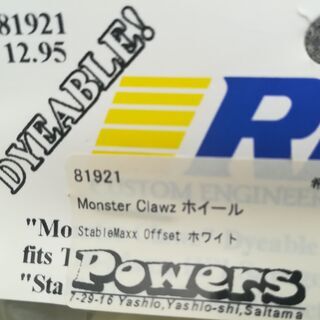 81921
12.95
DYEABLE!
R
CUSTOM ENGINEER
81921
Monster Clawz ホイール
StableMaxx Offset ホワイト
"Mo
fits T
"Sta
Dyeable
Powers
7-29-16 Yashio,Yashio-shi,Saitama